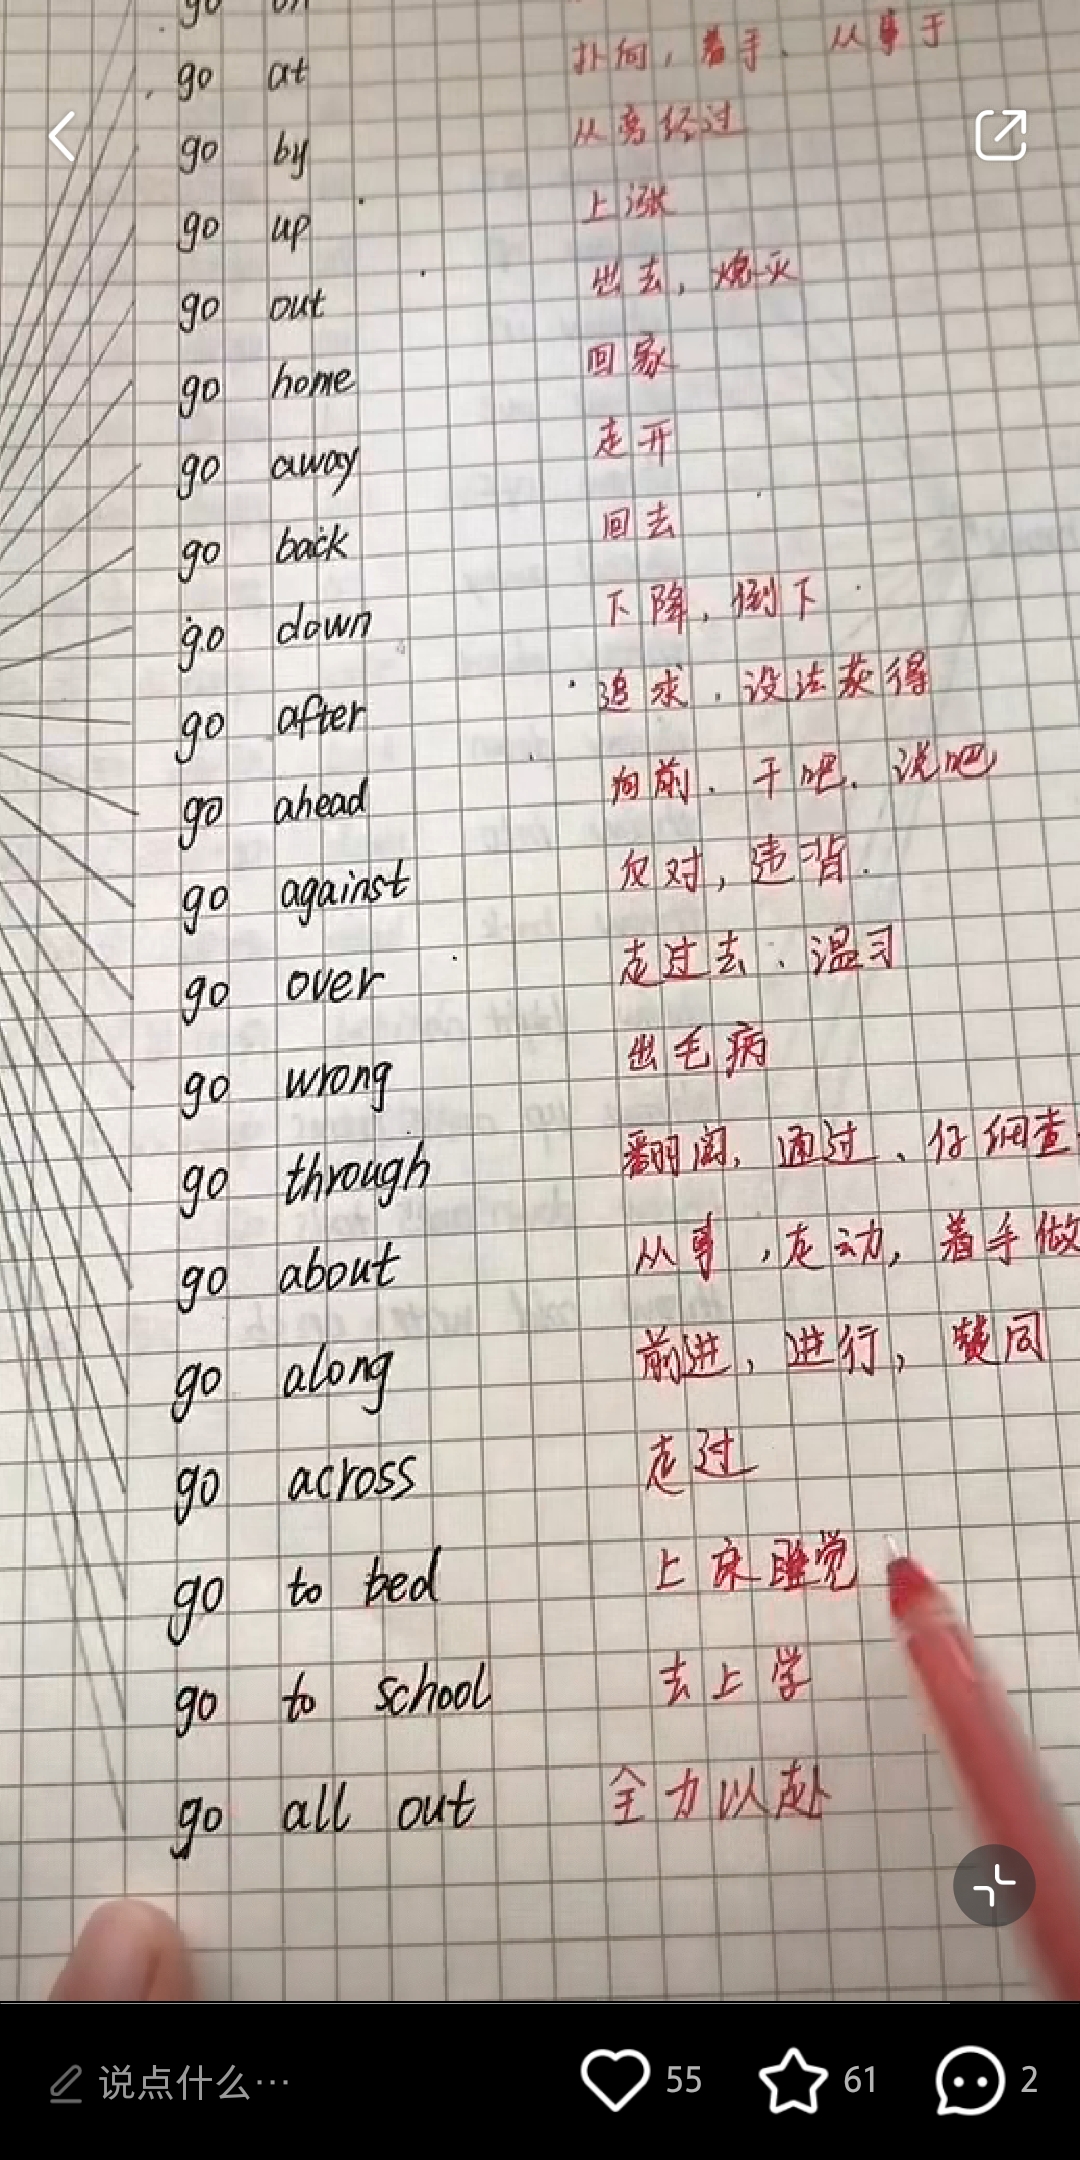 go on
go at 扑向，着手、从事于
go by 从旁经过
go up 上涨
go out 出去，熄灭
go home 回家
go away 走开
go back 回去
go down 下降，倒下
go after 追求，设法获得
go ahead 向前．干吧．说吧
go against 反对，违背．
go over 走过去．温习
go wrong 出毛病
go through 翻阅，通过、仔细查
go about 从事，走动，着手做
go along 前进，进行，赞同
go across 走过
go to bed 上床睡觉
go to school 去上学
go all out 全力以赴
说点什么… 55 61 2